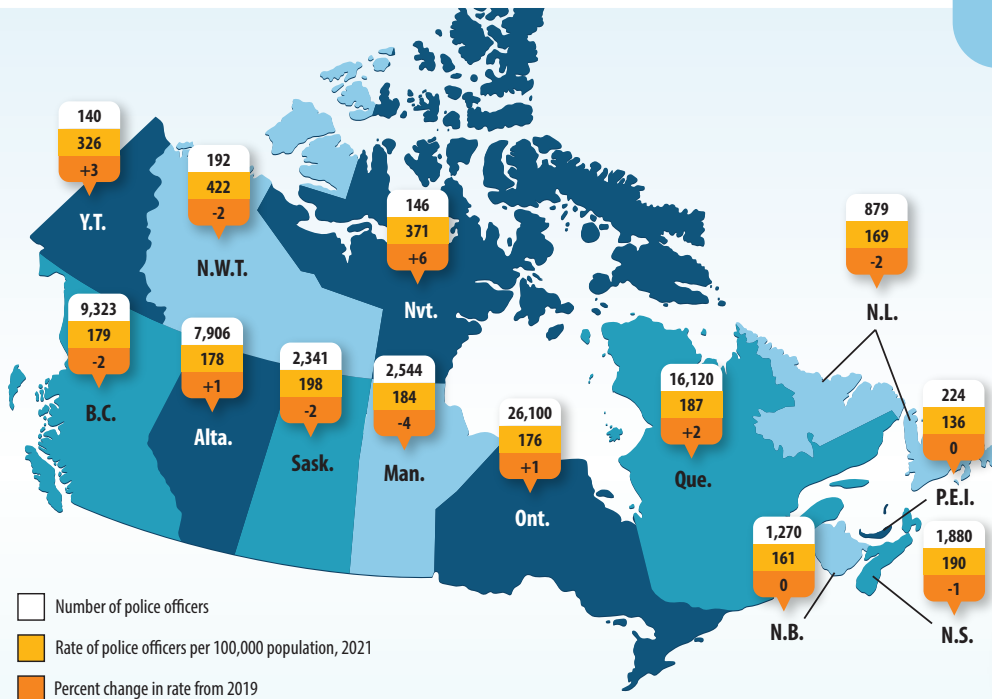 140
326
+3
Y.T.
192
422
-2
N.W.T.
146
371
+6
Nvt.
879
169
-2
N.L.
9,323
179
-2
B.C.
7,906
178
+1
Alta.
2,341
198
-2
Sask.
2,544
184
-4
Man.
26,100
176
+1
Ont.
16,120
187
+2
Que.
224
136
0
P.E.I.
1,270
161
0
N.B.
1,880
190
-1
N.S.
Number of police officers
Rate of police officers per 100,000 population, 2021
Percent change in rate from 2019